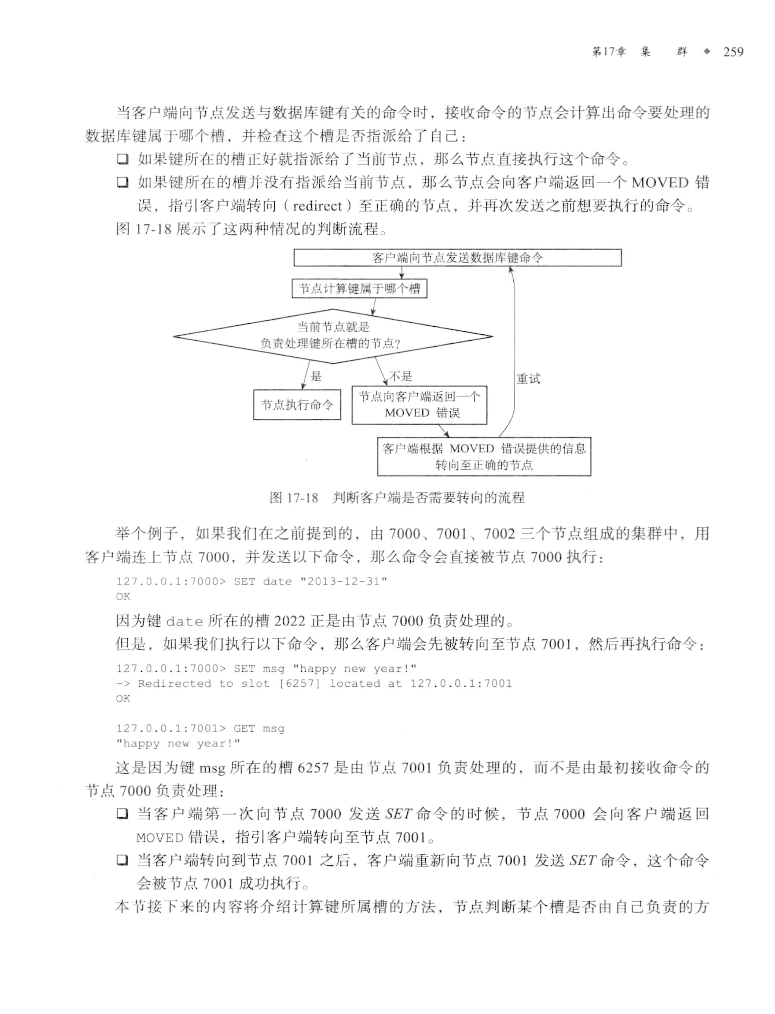 第17章 集 群 ◆ 259
当客户端向节点发送与数据库键有关的命令时，接收命令的节点会计算出命令要处理的
数据库键属于哪个槽，并检查这个槽是否指派给了自己：
❑ 如果键所在的槽正好就指派给了当前节点，那么节点直接执行这个命令。
❑ 如果键所在的槽并没有指派给当前节点，那么节点会向客户端返回一个 MOVED 错
误，指引客户端转向（redirect）至正确的节点，并再次发送之前想要执行的命令。
图 17-18 展示了这两种情况的判断流程。
客户端向节点发送数据库键命令
节点计算键属于哪个槽
当前节点就是
负责处理键所在槽的节点？
是
不是
重试
节点执行命令
节点向客户端返回一个
MOVED 错误
客户端根据 MOVED 错误提供的信息
转向至正确的节点
图 17-18 判断客户端是否需要转向的流程
举个例子，如果我们在之前提到的，由 7000、7001、7002 三个节点组成的集群中，用
客户端连上节点 7000，并发送以下命令，那么命令会直接被节点 7000 执行：
127.0.0.1:7000> SET date "2013-12-31"
OK
因为键 date 所在的槽 2022 正是由节点 7000 负责处理的。
但是，如果我们执行以下命令，那么客户端会先被转向至节点 7001，然后再执行命令：
127.0.0.1:7000> SET msg "happy new year!"
-> Redirected to slot [6257] located at 127.0.0.1:7001
OK
127.0.0.1:7001> GET msg
"happy new year!"
这是因为键 msg 所在的槽 6257 是由节点 7001 负责处理的，而不是由最初接收命令的
节点 7000 负责处理：
❑ 当客户端第一次向节点 7000 发送 SET 命令的时候，节点 7000 会向客户端返回
MOVED 错误，指引客户端转向至节点 7001。
❑ 当客户端转向到节点 7001 之后，客户端重新向节点 7001 发送 SET 命令，这个命令
会被节点 7001 成功执行。
本节接下来的内容将介绍计算键所属槽的方法，节点判断某个槽是否由自己负责的方